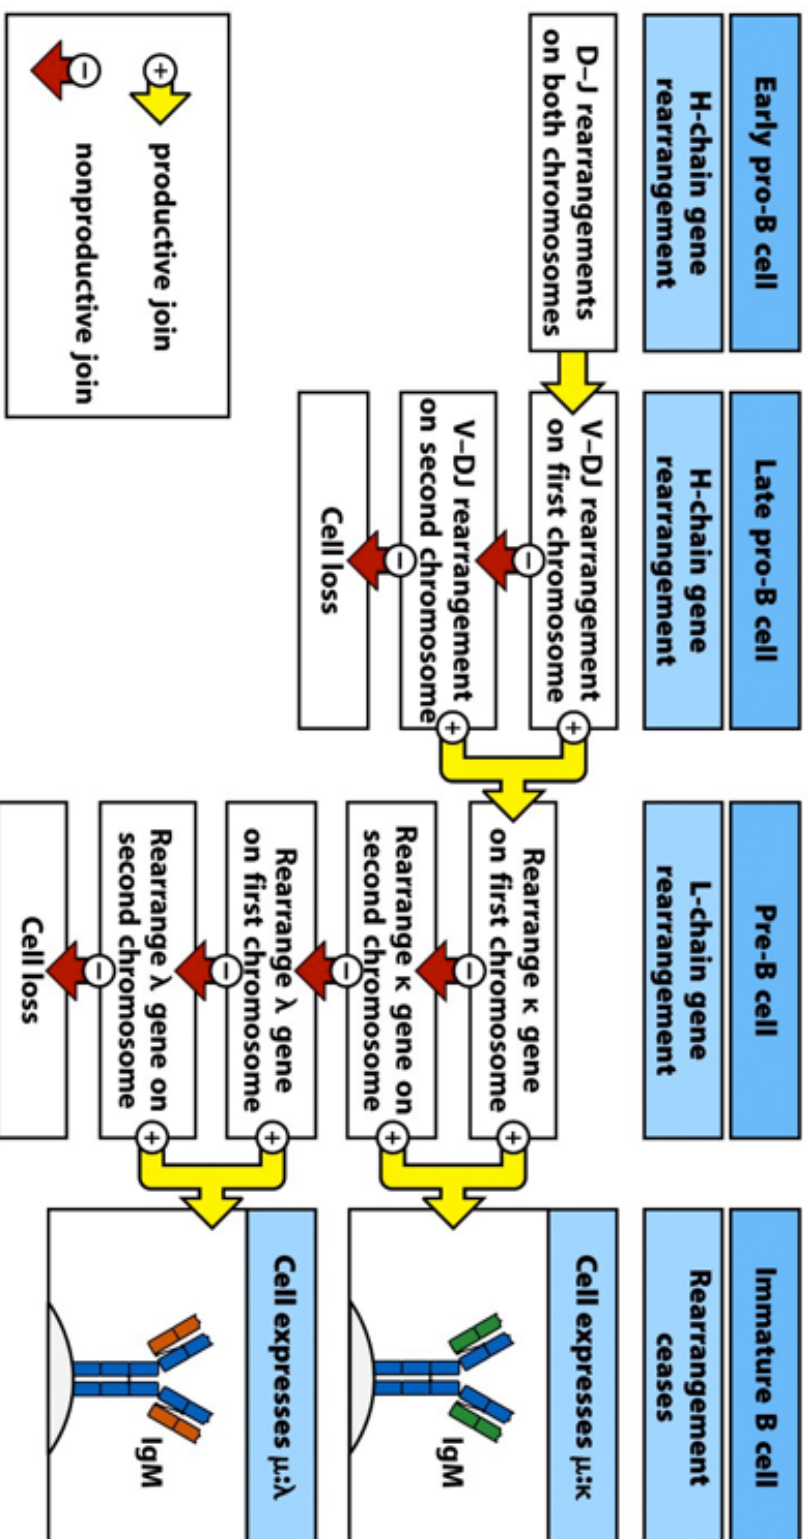 Early pro-B cell
H-chain gene
rearrangement
D–J rearrangements
on both chromosomes
Late pro-B cell
H-chain gene
rearrangement
V–DJ rearrangement
on first chromosome
−
V–DJ rearrangement
on second chromosome
−
Cell loss
+
+
Pre-B cell
L-chain gene
rearrangement
Rearrange κ gene
on first chromosome
−
Rearrange κ gene on
second chromosome
−
Rearrange λ gene
on first chromosome
−
Rearrange λ gene on
second chromosome
−
Cell loss
+
+
+
+
Immature B cell
Rearrangement
ceases
Cell expresses μ:κ
IgM
Cell expresses μ:λ
IgM
+
productive join
−
nonproductive join